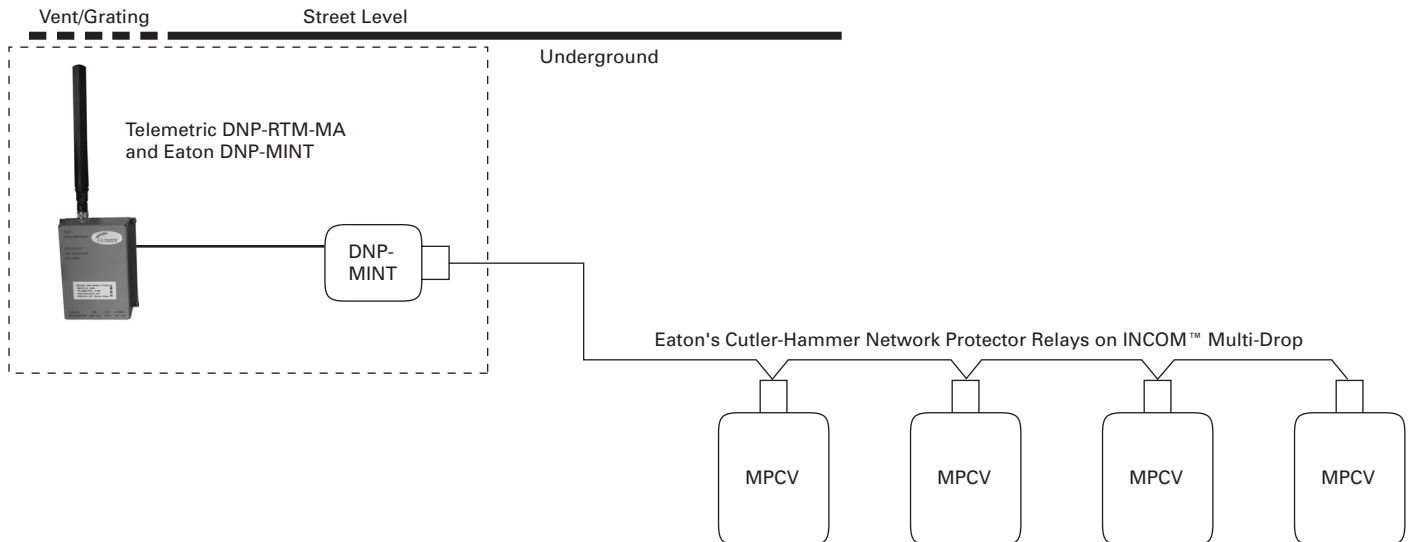 Vent/Grating
Street Level
Underground
Telemetric DNP-RTM-MA
and Eaton DNP-MINT
DNP-
MINT
Eaton's Cutler-Hammer Network Protector Relays on INCOM™ Multi-Drop
MPCV
MPCV
MPCV
MPCV